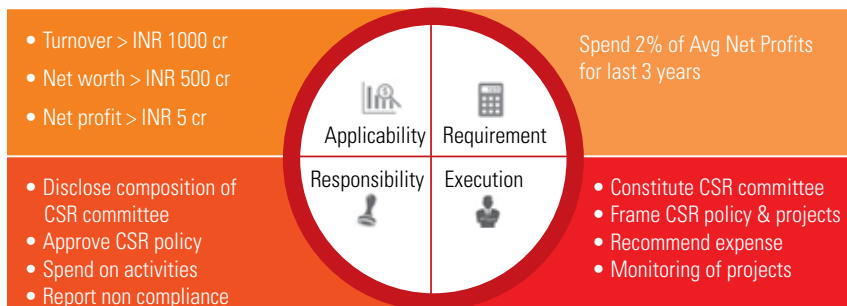 • Turnover > INR 1000 cr
• Net worth > INR 500 cr
• Net profit > INR 5 cr
Applicability
Requirement
Spend 2% of Avg Net Profits
for last 3 years
• Disclose composition of
CSR committee
• Approve CSR policy
• Spend on activities
• Report non compliance
Responsibility
Execution
• Constitute CSR committee
• Frame CSR policy & projects
• Recommend expense
• Monitoring of projects